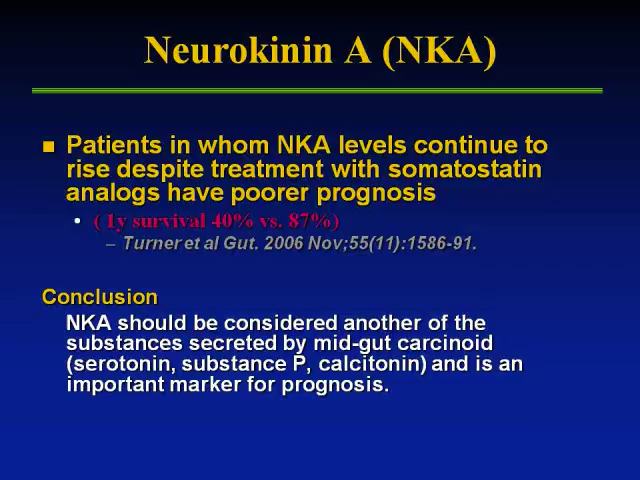 Neurokinin A (NKA)
■ Patients in whom NKA levels continue to
rise despite treatment with somatostatin
analogs have poorer prognosis
• ( 1y survival 40% vs. 87%)
– Turner et al Gut. 2006 Nov;55(11):1586-91.
Conclusion
NKA should be considered another of the
substances secreted by mid-gut carcinoid
(serotonin, substance P, calcitonin) and is an
important marker for prognosis.